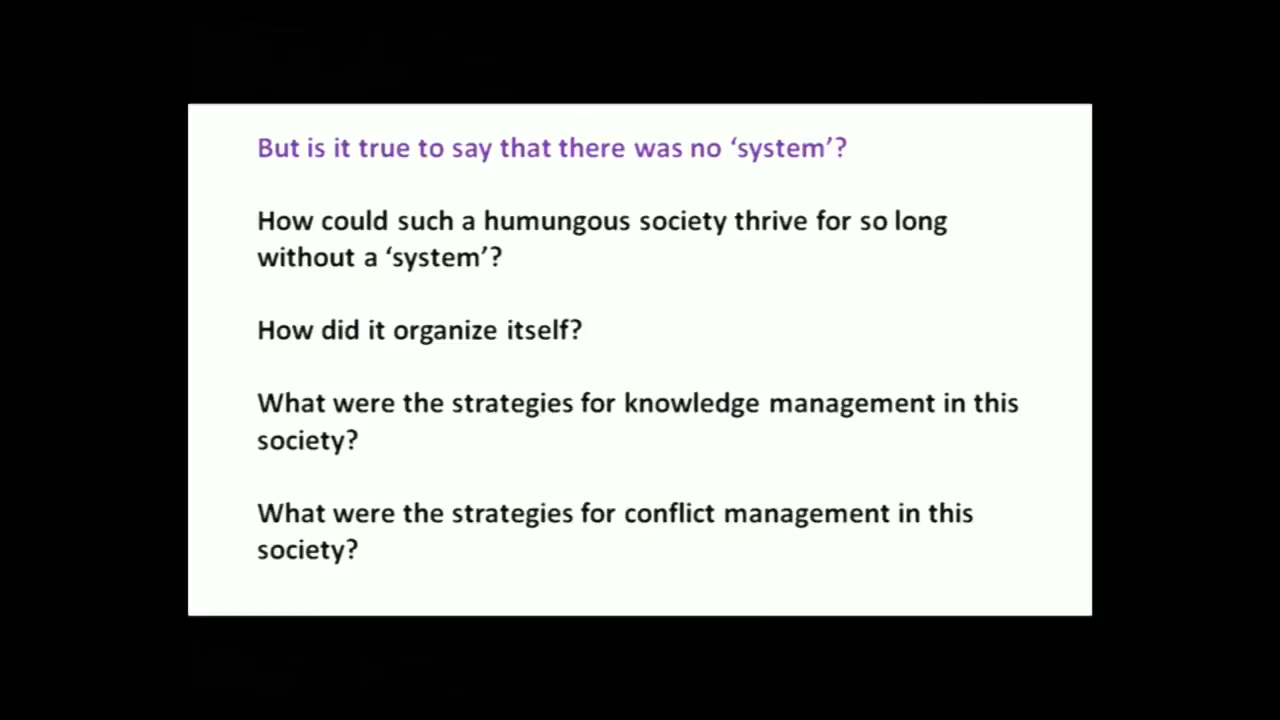 But is it true to say that there was no ‘system’?
How could such a humungous society thrive for so long
without a ‘system’?
How did it organize itself?
What were the strategies for knowledge management in this
society?
What were the strategies for conflict management in this
society?